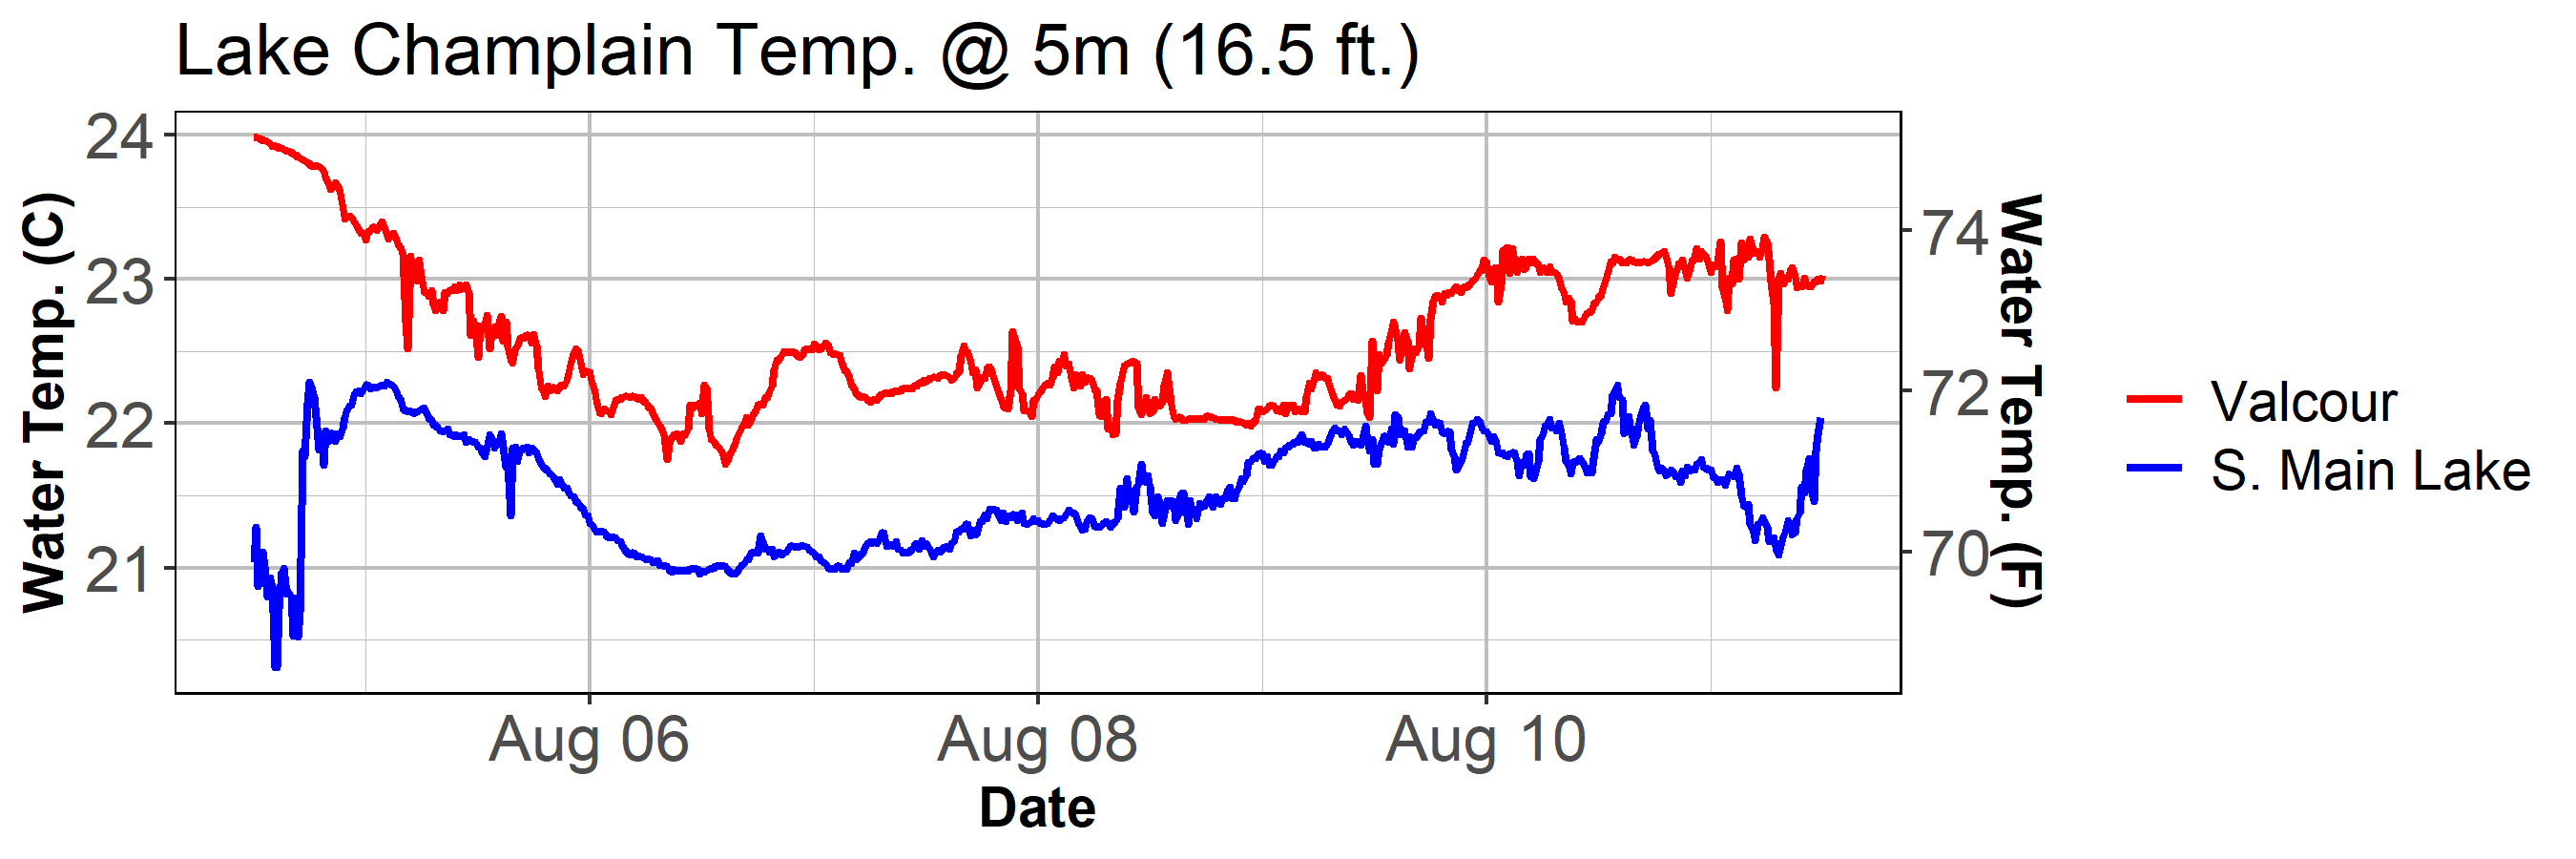 Lake Champlain Temp. @ 5m (16.5 ft.)
Water Temp. (C)
24
23
22
21
74
72
70
Water Temp. (F)
Aug 06
Aug 08
Aug 10
Date
Valcour
S. Main Lake